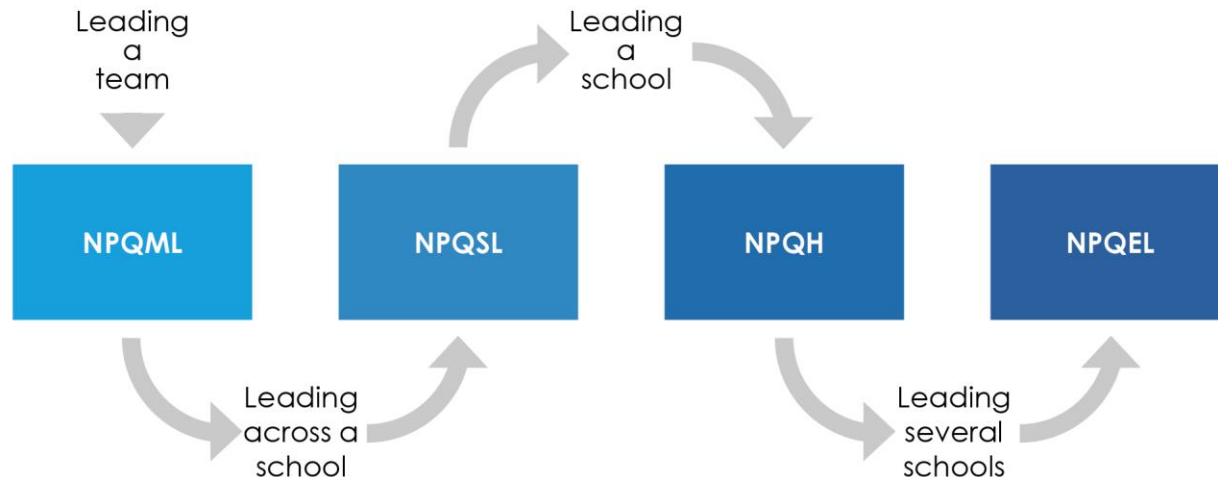 Leading
a
team
Leading
a
school
NPQML
NPQSL
NPQH
NPQEL
Leading
across a
school
Leading
several
schools